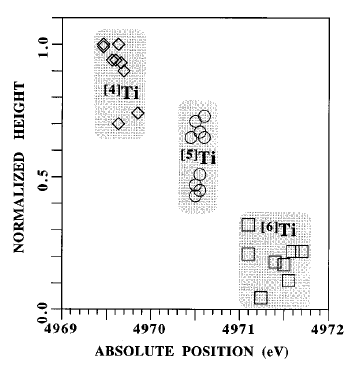 NORMALIZED HEIGHT
1.0
0.5
0.0
[4]Ti
[5]Ti
[6]Ti
4969 4970 4971 4972
ABSOLUTE POSITION (eV)